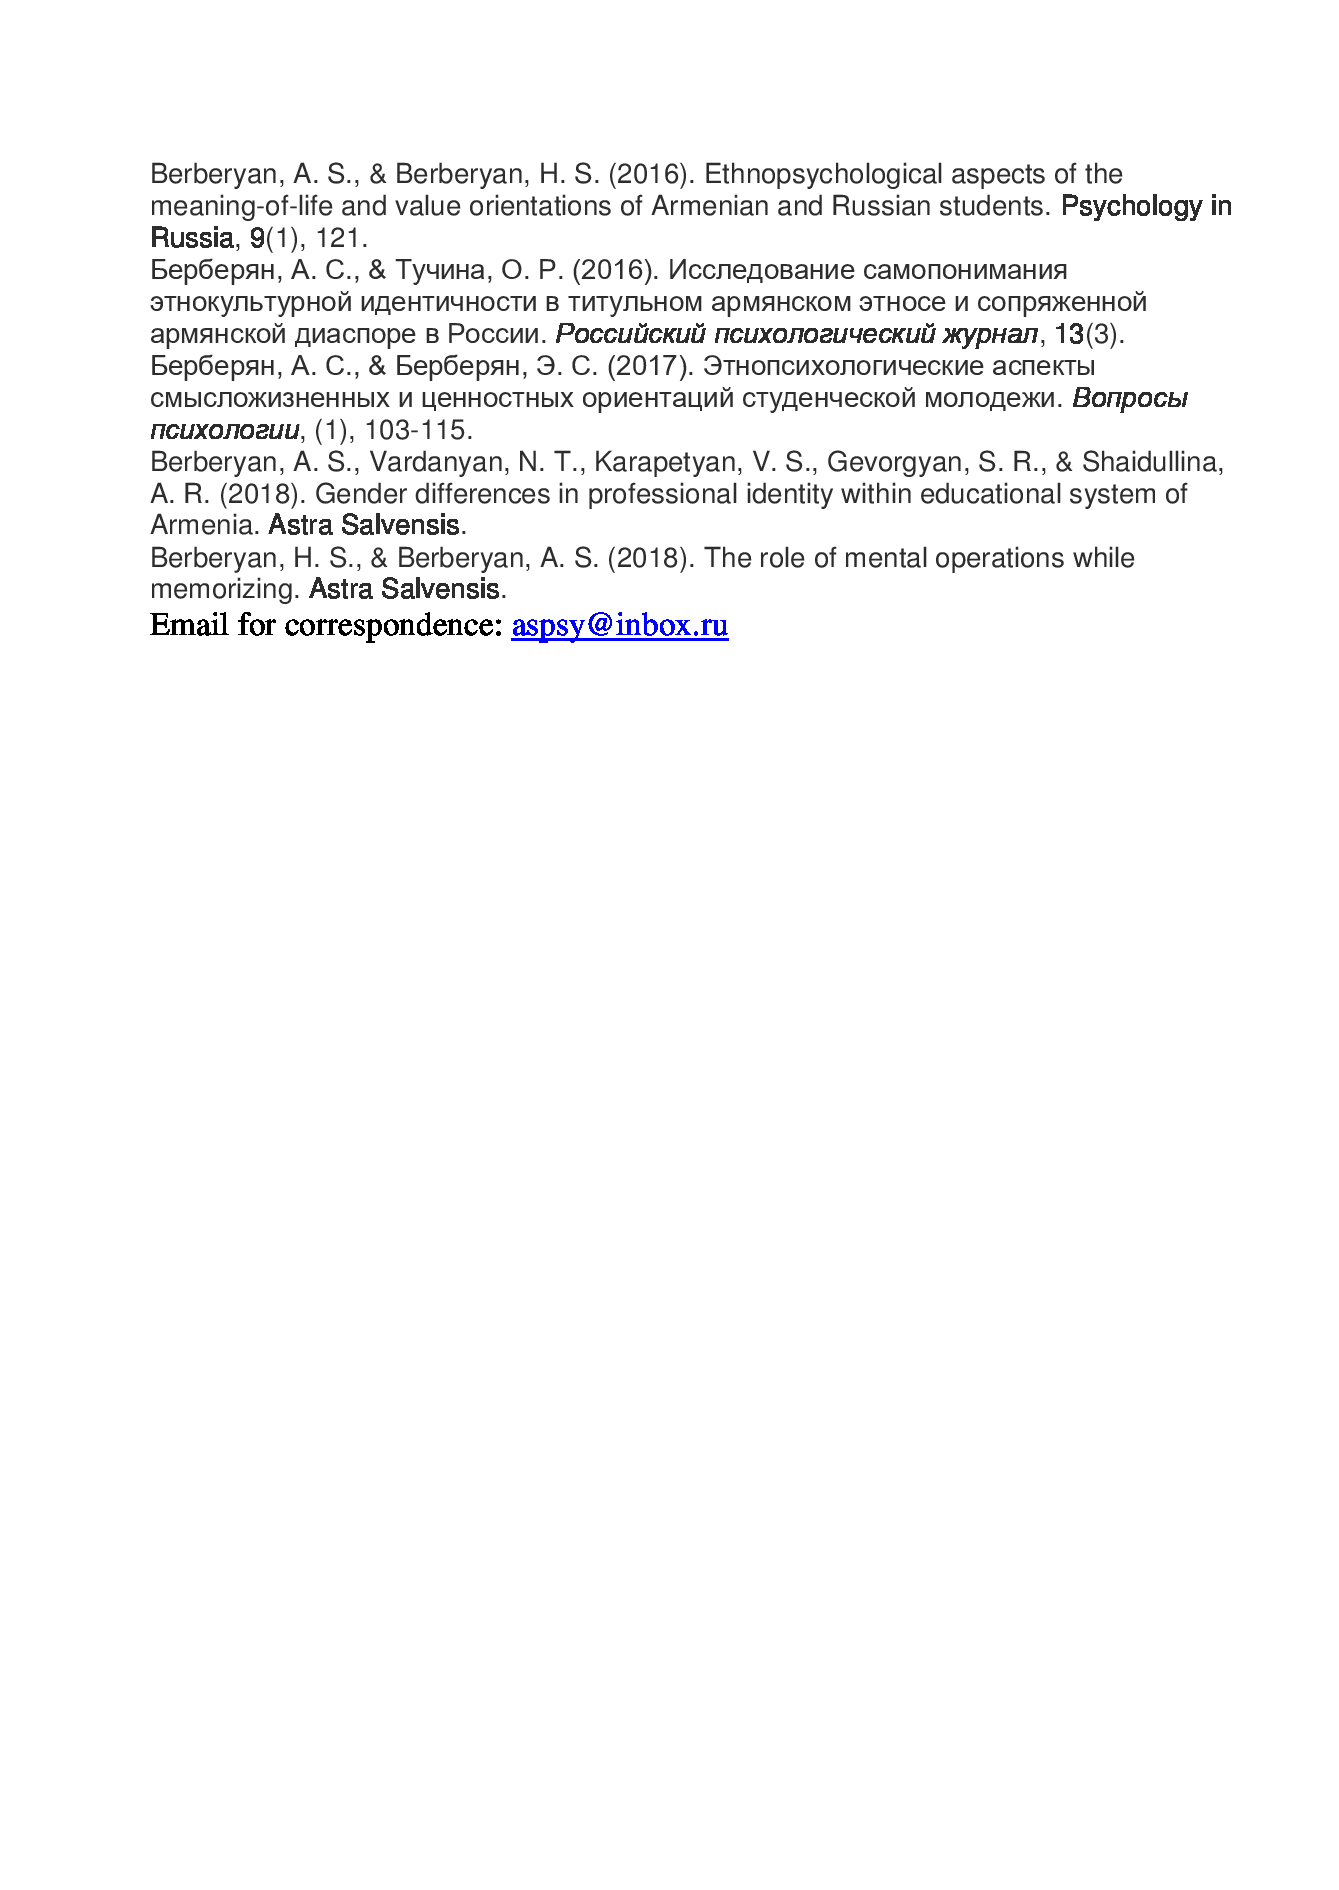 Berberyan, A. S., & Berberyan, H. S. (2016). Ethnopsychological aspects of the
meaning-of-life and value orientations of Armenian and Russian students. Psychology in
Russia, 9(1), 121.
Берберян, А. С., & Тучина, О. Р. (2016). Исследование самопонимания
этнокультурной идентичности в титульном армянском этносе и сопряженной
армянской диаспоре в России. Российский психологический журнал, 13(3).
Берберян, А. С., & Берберян, Э. С. (2017). Этнопсихологические аспекты
смысложизненных и ценностных ориентаций студенческой молодежи. Вопросы
психологии, (1), 103-115.
Berberyan, A. S., Vardanyan, N. T., Karapetyan, V. S., Gevorgyan, S. R., & Shaidullina,
A. R. (2018). Gender differences in professional identity within educational system of
Armenia. Astra Salvensis.
Berberyan, H. S., & Berberyan, A. S. (2018). The role of mental operations while
memorizing. Astra Salvensis.
Email for correspondence: aspsy@inbox.ru